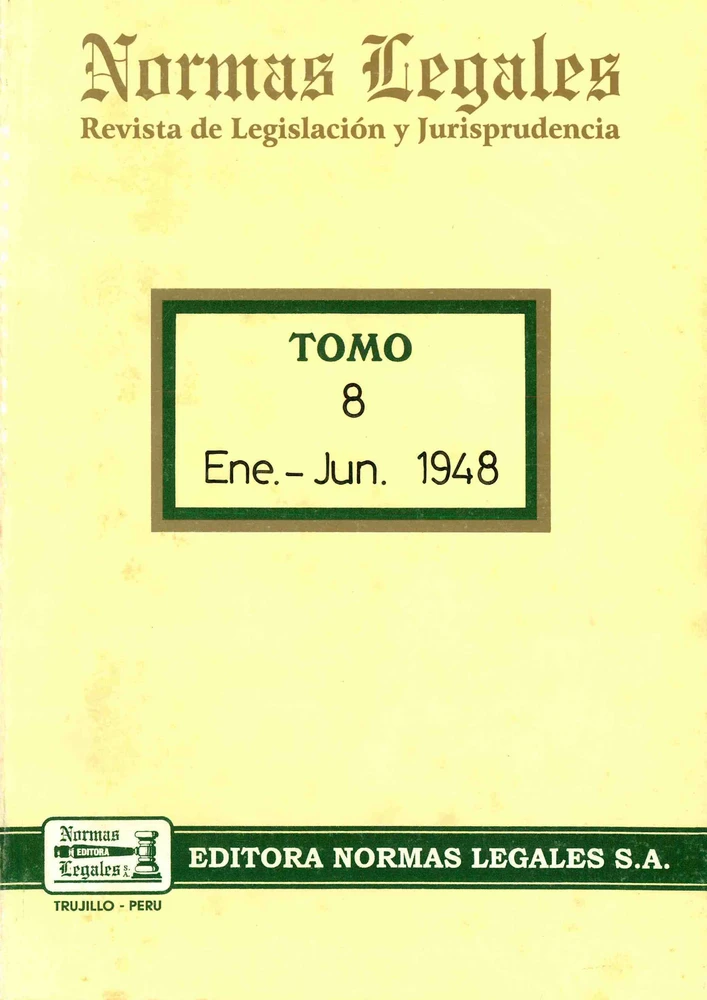 Normas Legales
Revista de Legislación y Jurisprudencia
TOMO
8
Ene.- Jun. 1948
Normas
EDITORA
Legales S.A.
EDITORA NORMAS LEGALES S.A.
TRUJILLO - PERU